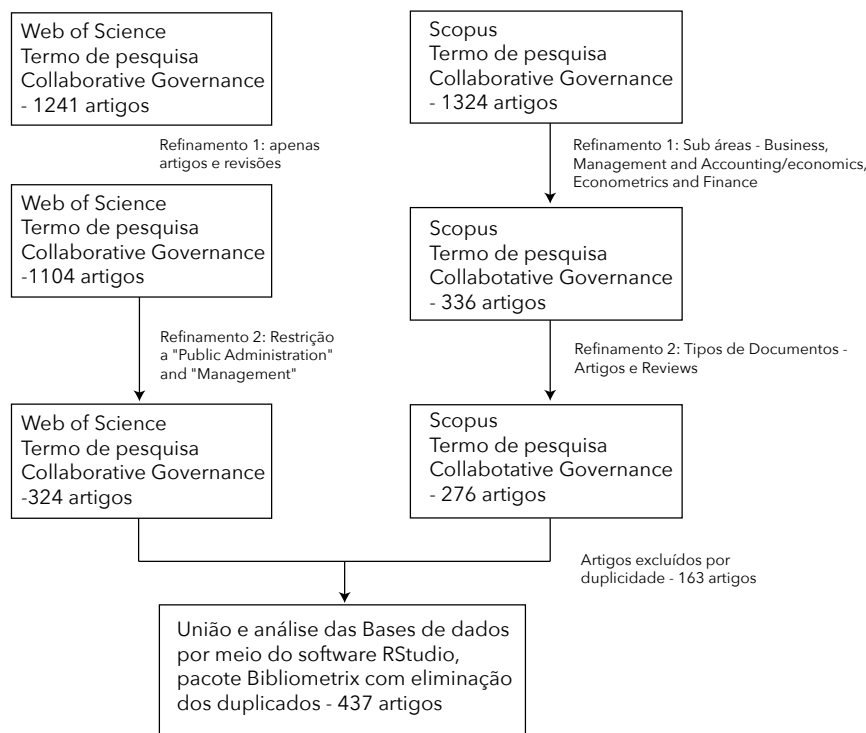 Web of Science
Termo de pesquisa
Collaborative Governance
- 1241 artigos
Refinamento 1: apenas
artigos e revisões
Web of Science
Termo de pesquisa
Collaborative Governance
-1104 artigos
Refinamento 2: Restrição
a "Public Administration"
and "Management"
Web of Science
Termo de pesquisa
Collaborative Governance
-324 artigos
Scopus
Termo de pesquisa
Collaborative Governance
- 1324 artigos
Refinamento 1: Sub áreas - Business,
Management and Accounting/economics,
Econometrics and Finance
Scopus
Termo de pesquisa
Collabotative Governance
- 336 artigos
Refinamento 2: Tipos de Documentos -
Artigos e Reviews
Scopus
Termo de pesquisa
Collabotative Governance
- 276 artigos
Artigos excluídos por
duplicidade - 163 artigos
União e análise das Bases de dados
por meio do software RStudio,
pacote Bibliometrix com eliminação
dos duplicados - 437 artigos